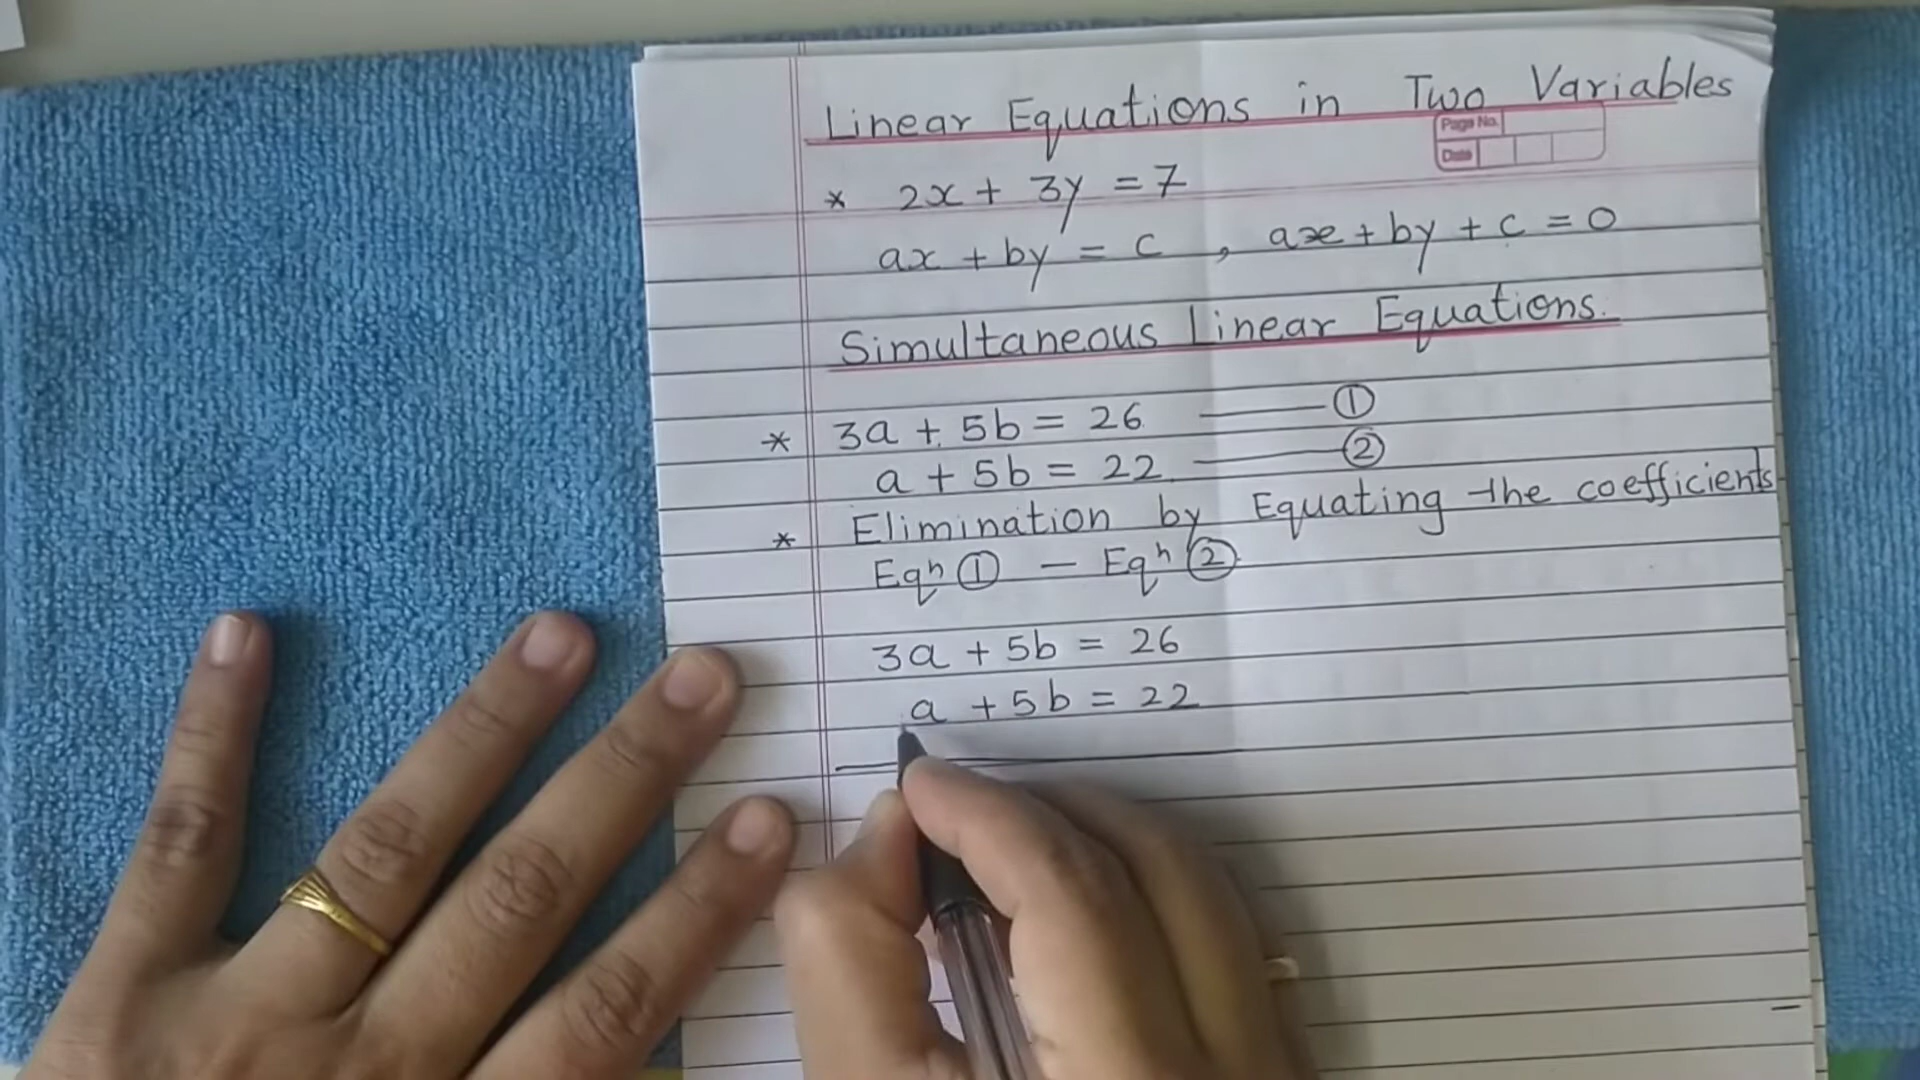 Linear Equations in Two Variables
Page No.
Date
* 2x + 3y = 7
ax + by = c , ax + by + c = 0
Simultaneous Linear Equations.
* 3a + 5b = 26 —— ①
a + 5b = 22 —— ②
* Elimination by Equating the coefficients
Eqⁿ ① — Eqⁿ ②
3a + 5b = 26
a + 5b = 22